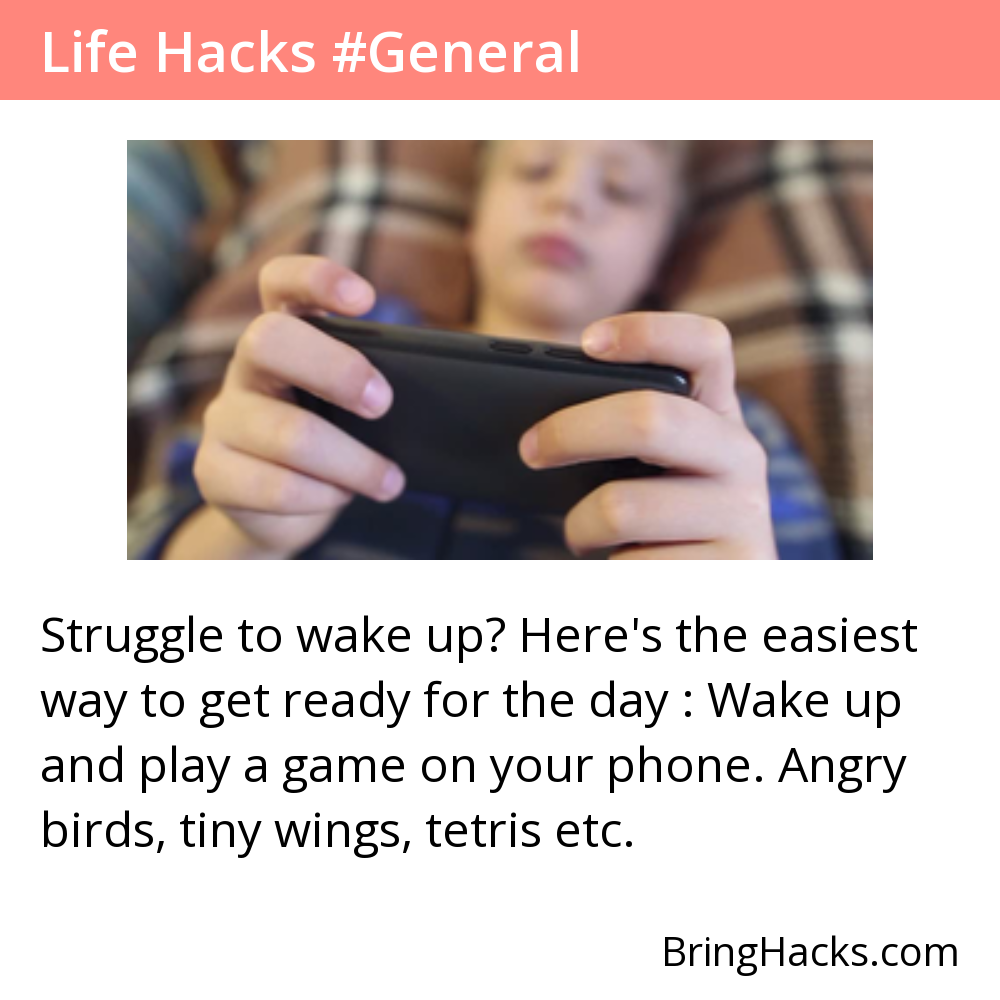 Life Hacks #General
Struggle to wake up? Here's the easiest
way to get ready for the day : Wake up
and play a game on your phone. Angry
birds, tiny wings, tetris etc.
BringHacks.com